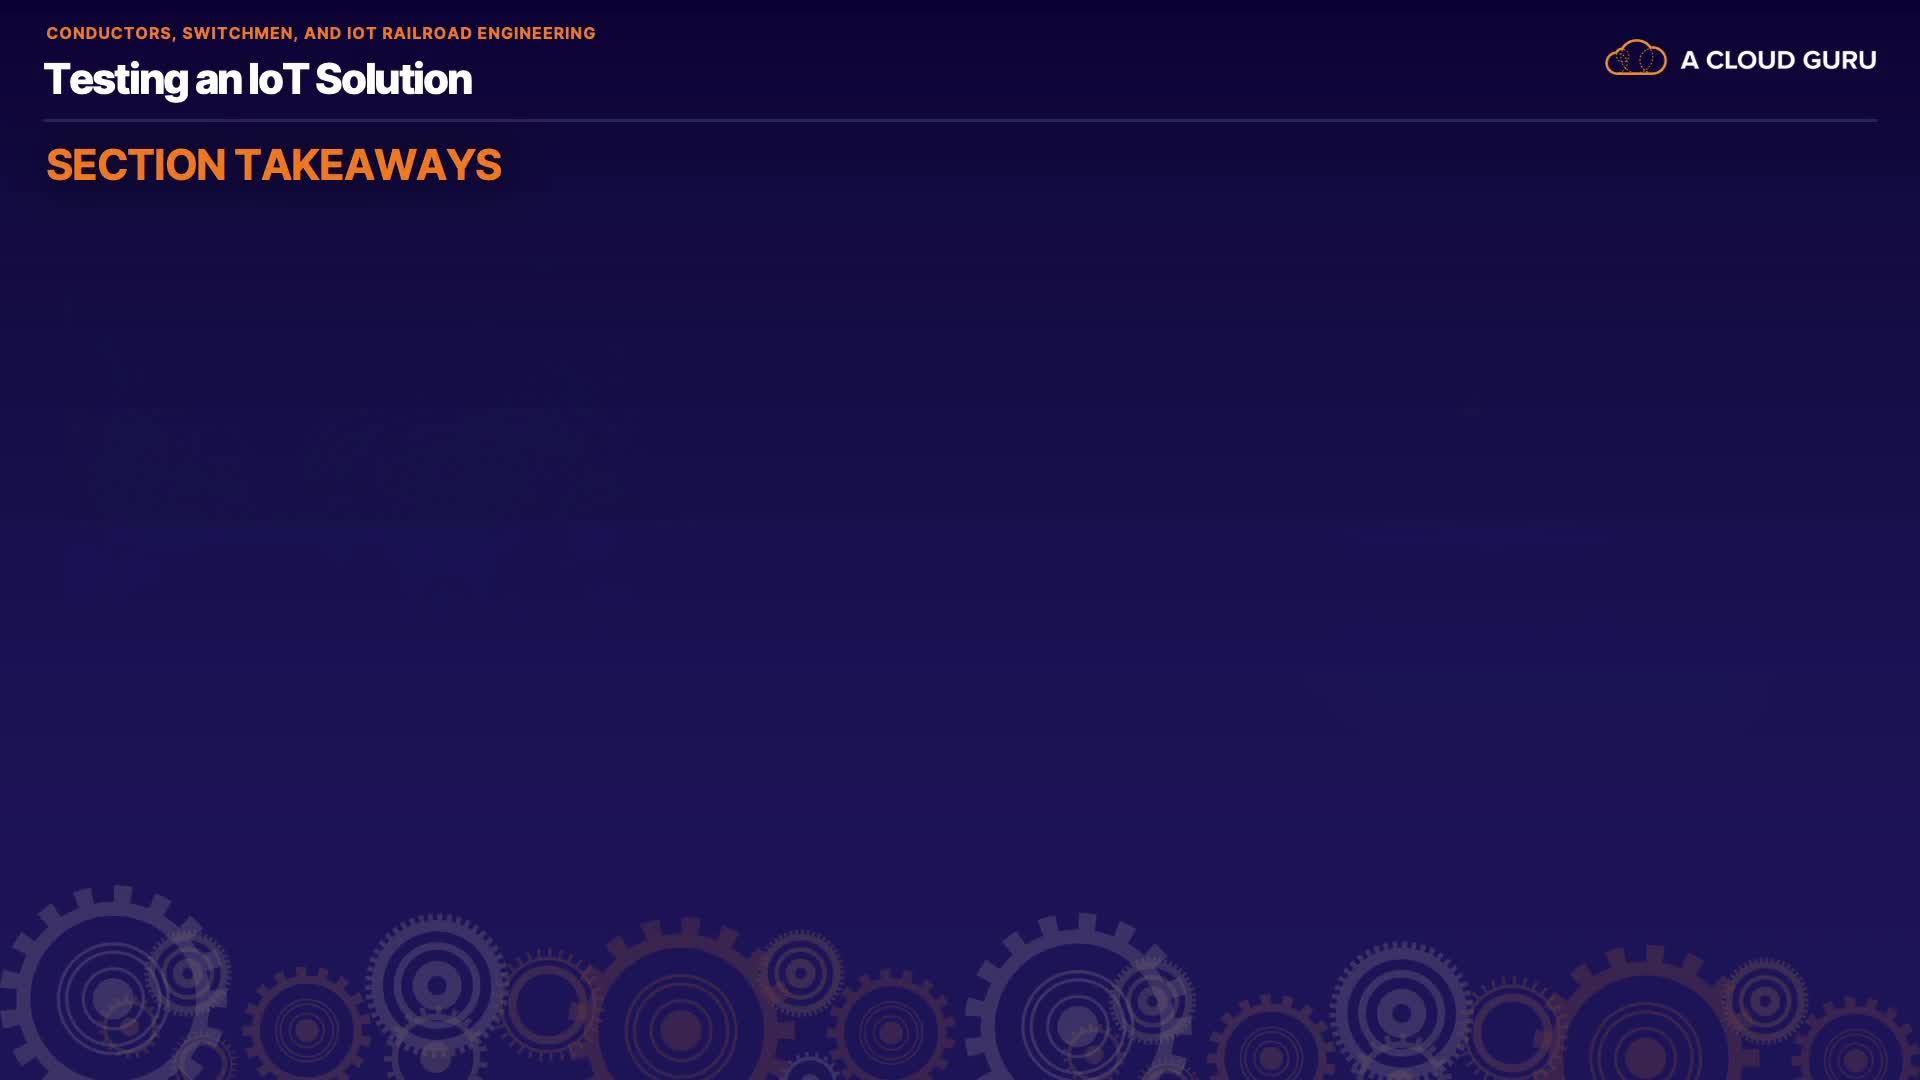 CONDUCTORS, SWITCHMEN, AND IOT RAILROAD ENGINEERING
Testing an IoT Solution
A CLOUD GURU
SECTION TAKEAWAYS